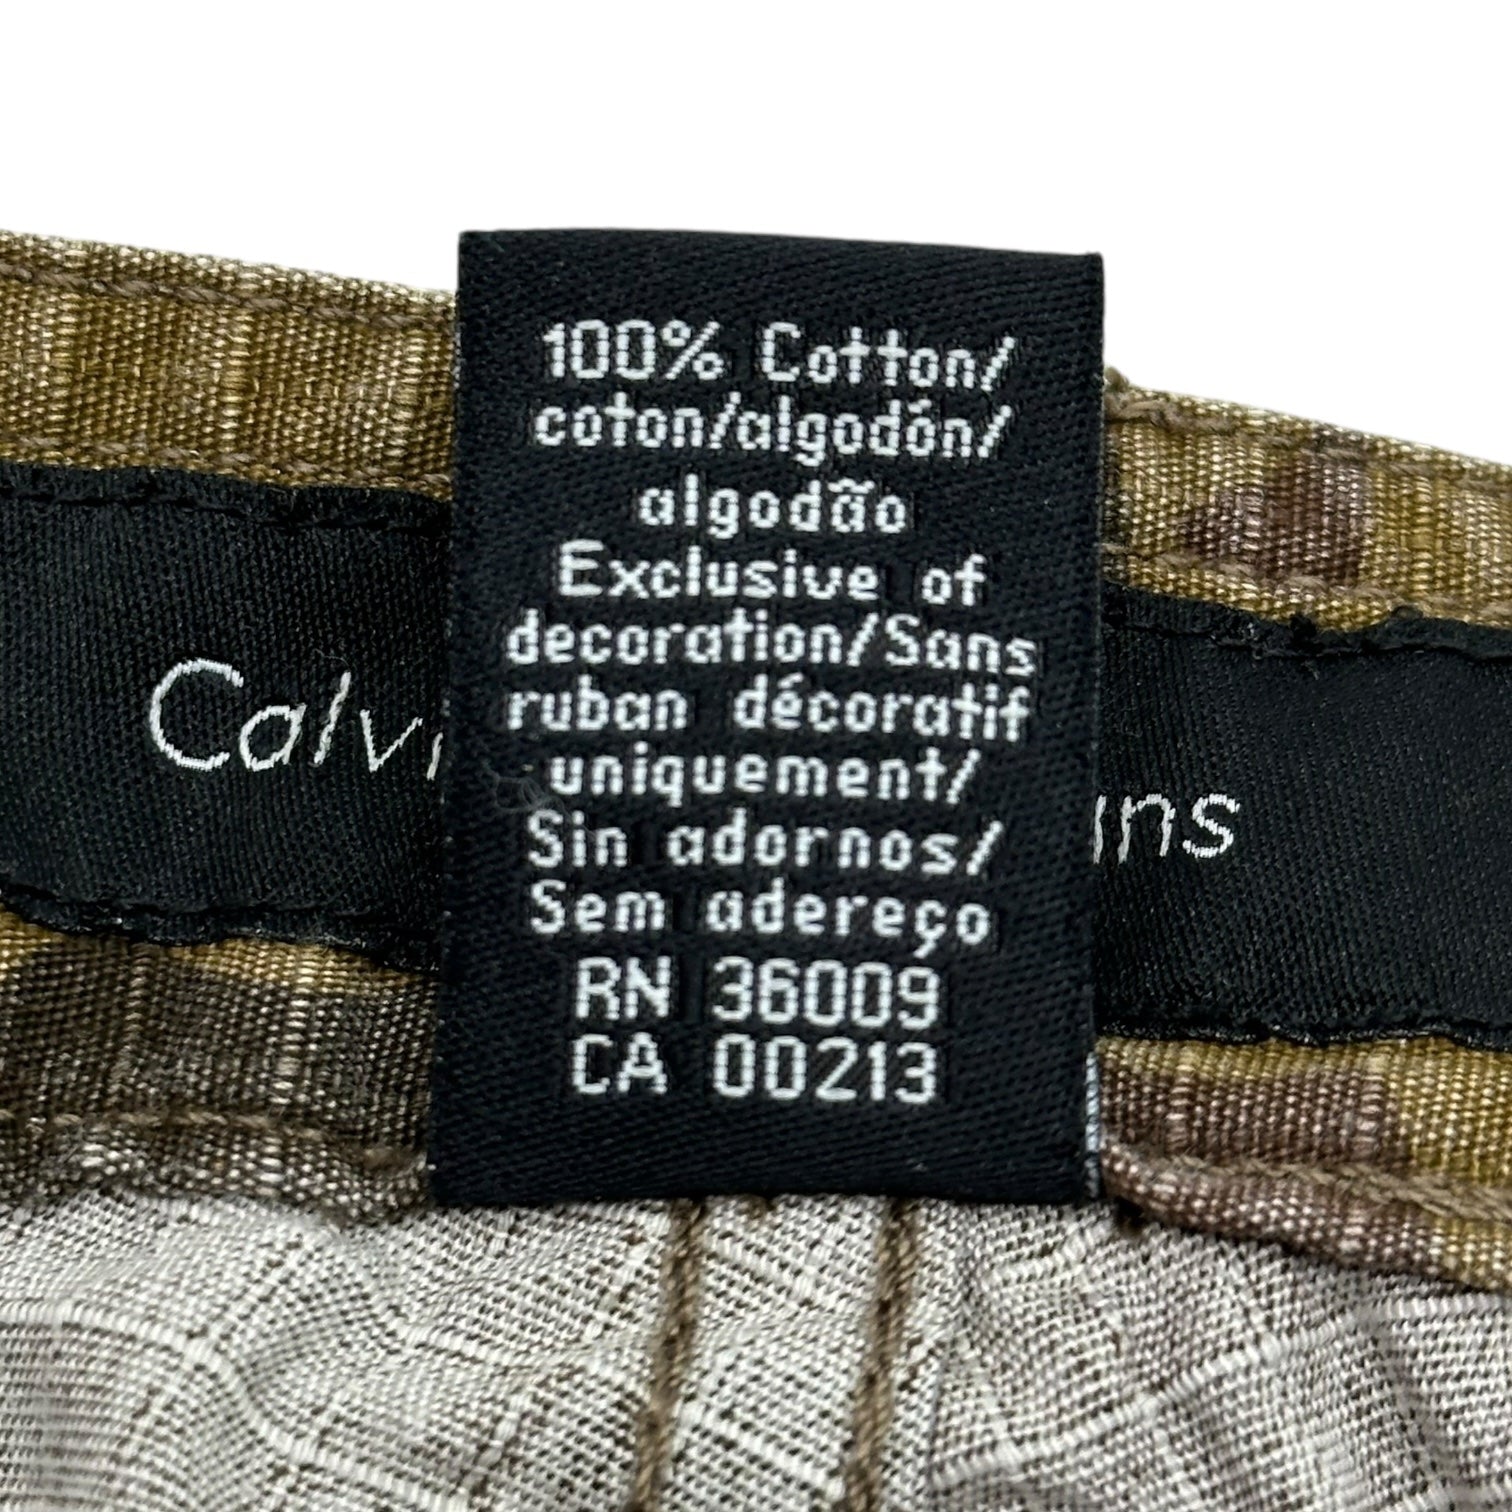 100% Cotton/
coton/algodón/
algodão
Exclusive of
decoration/Sans
ruban décoratif
uniquement/
Sin adornos/
Sem adereço
RN 36009
CA 00213
Calvi
ans